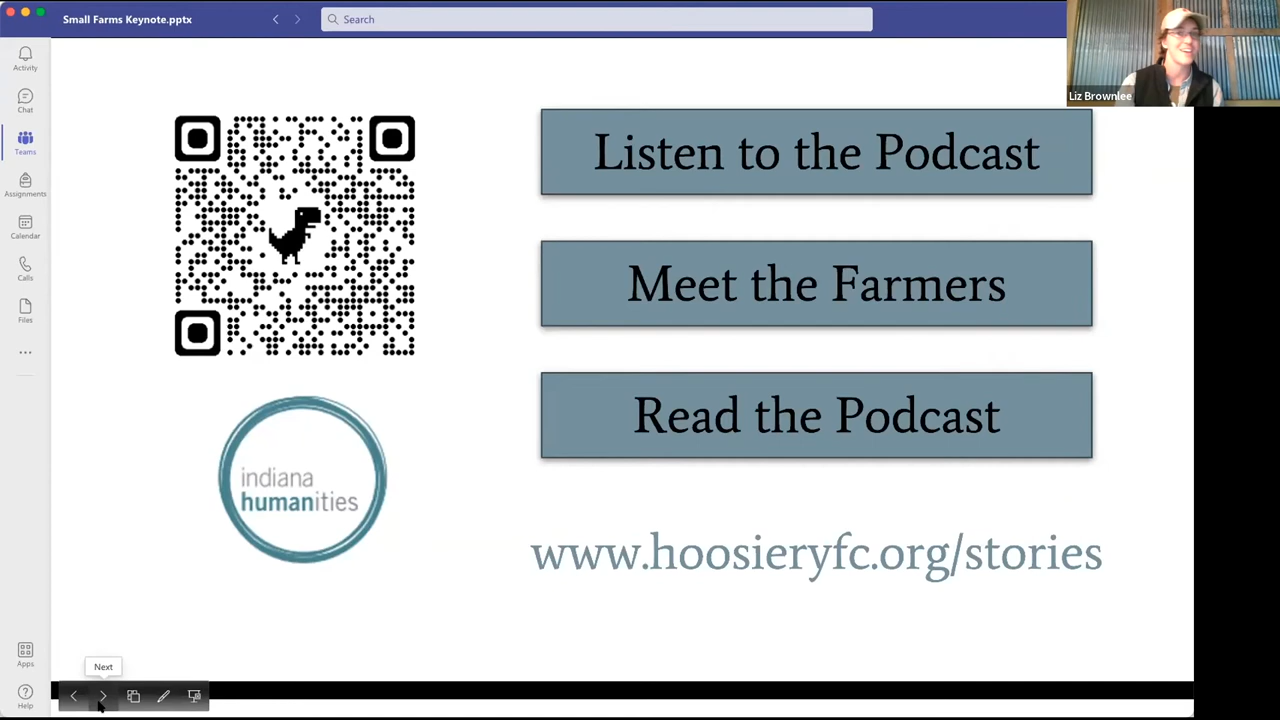 Small Farms Keynote.pptx
Search
Activity
Chat
Teams
Assignments
Calendar
Calls
Files
Apps
Help
Liz Brownlee
Listen to the Podcast
Meet the Farmers
Read the Podcast
indiana
humanities
www.hoosieryfc.org/stories
Next